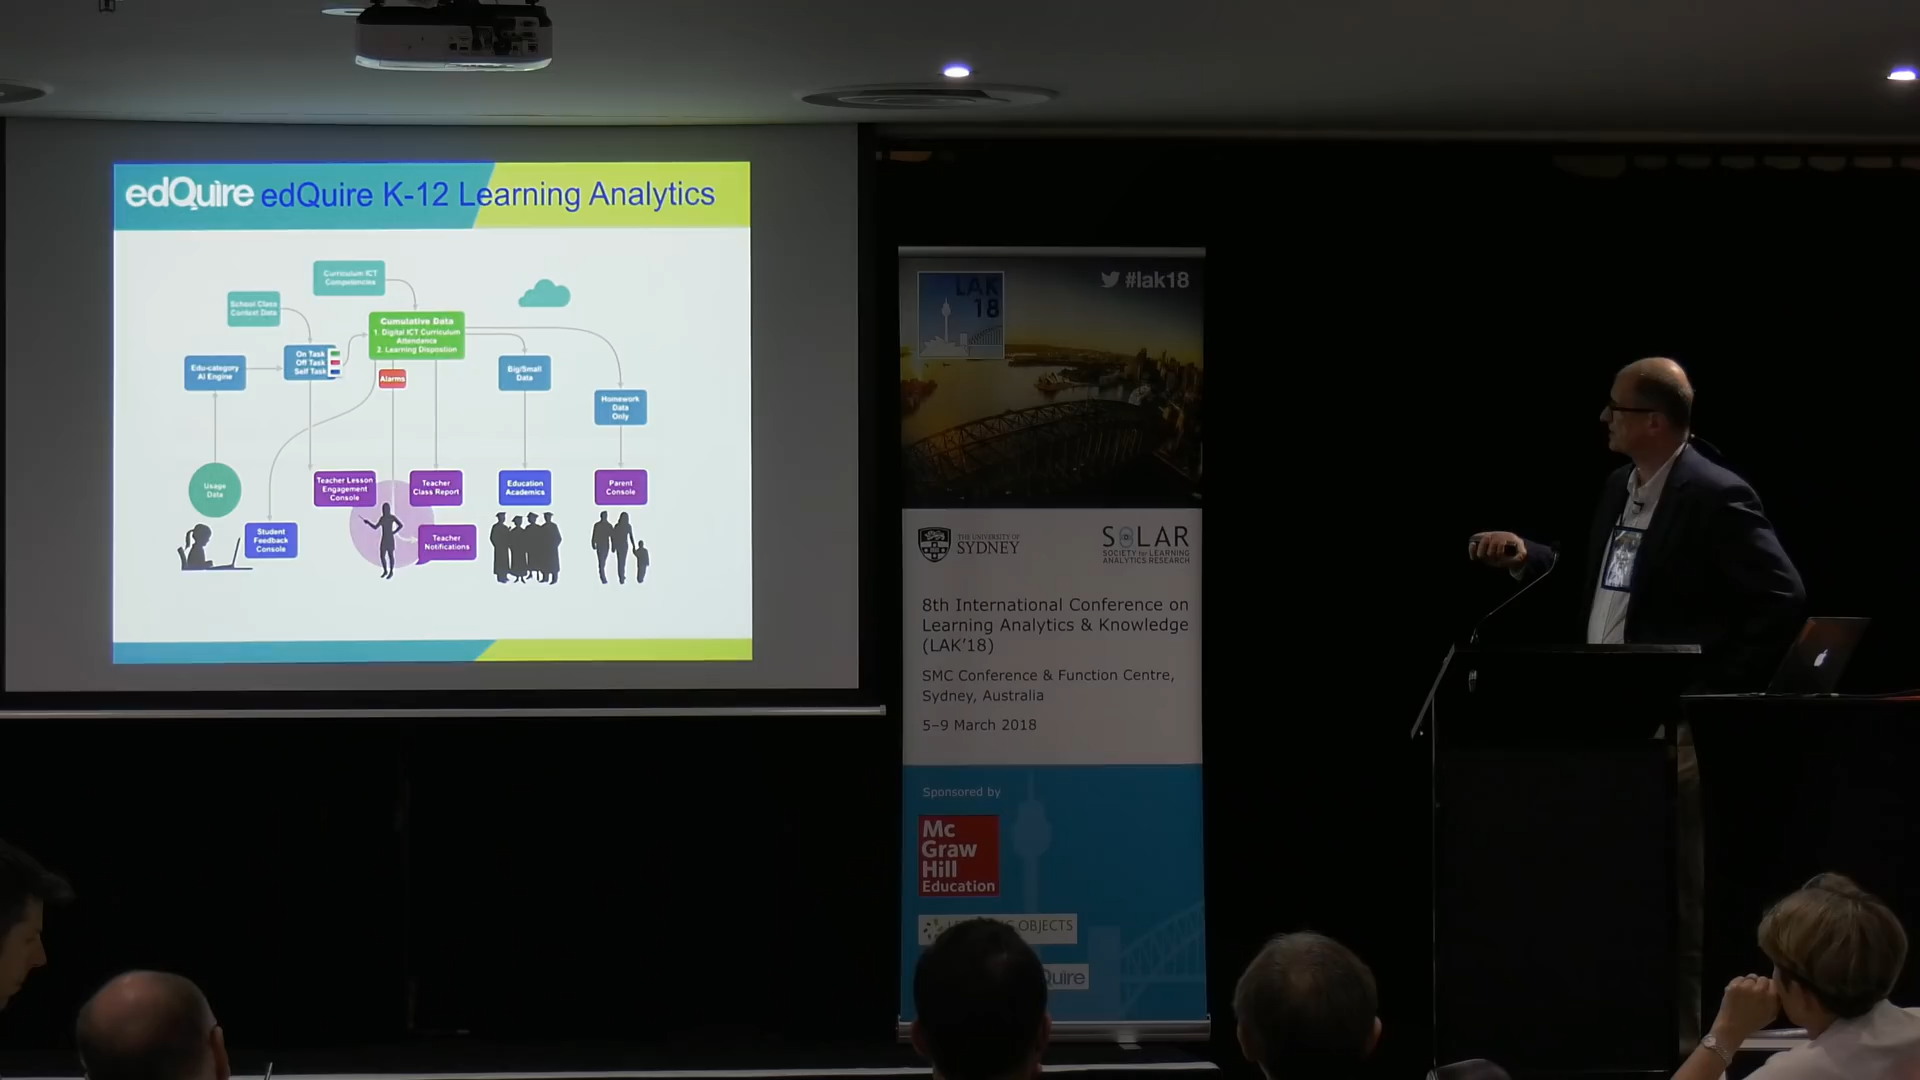 edQuire edQuire K-12 Learning Analytics
Curriculum ICT
Competencies
School Class
Context Data
Cumulative Data
1. Digital ICT Curriculum
Attendence
2. Learning Dispostion
On Task
Off Task
Self Task
Edu-category
AI Engine
Alarms
Big/Small
Data
Homework
Data
Only
Usage
Data
Teacher Lesson
Engagement
Console
Teacher
Class Report
Education
Academics
Parent
Console
Student
Feedback
Console
Teacher
Notifications
LAK
18
#lak18
THE UNIVERSITY OF
SYDNEY
SOLAR
SOCIETY for LEARNING
ANALYTICS RESEARCH
8th International Conference on
Learning Analytics & Knowledge
(LAK'18)
SMC Conference & Function Centre,
Sydney, Australia
5–9 March 2018
Sponsored by
Mc
Graw
Hill
Education
OBJECTS
Quire